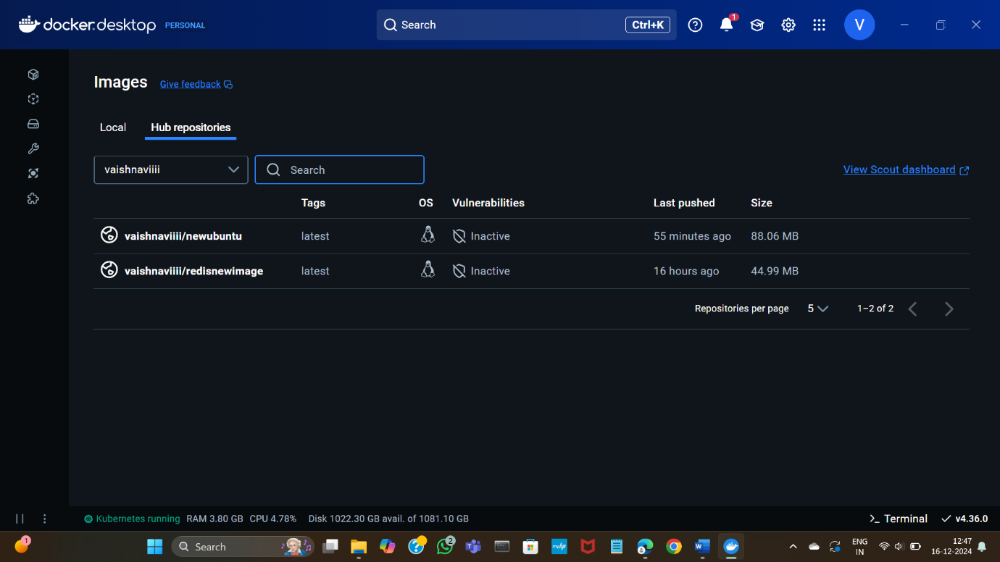 docker.desktop PERSONAL Search Ctrl+K ? 1 V
Images Give feedback
Local Hub repositories
vaishnaviiii Search View Scout dashboard
Tags OS Vulnerabilities Last pushed Size
vaishnaviiii/newubuntu latest Inactive 55 minutes ago 88.06 MB
vaishnaviiii/redisnewimage latest Inactive 16 hours ago 44.99 MB
Repositories per page 5 1–2 of 2
Kubernetes running RAM 3.80 GB CPU 4.78% Disk 1022.30 GB avail. of 1081.10 GB >_ Terminal v4.36.0
1 Search ? 2 myhp W ENG 12:47
IN 16-12-2024